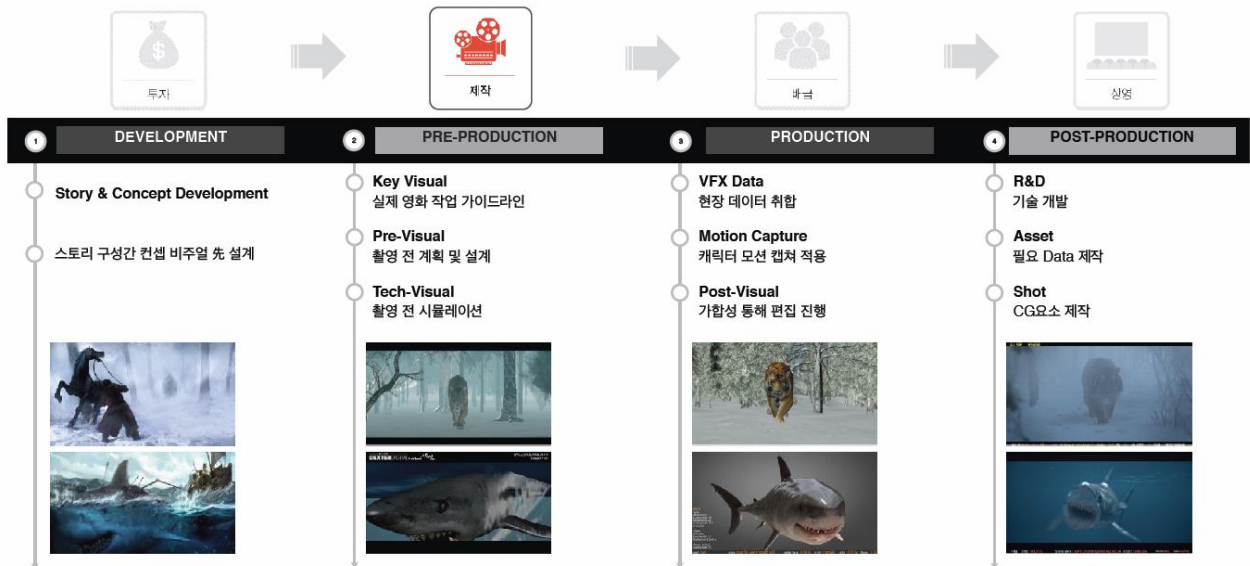 투자
제작
배급
상영
1 DEVELOPMENT
2 PRE-PRODUCTION
3 PRODUCTION
4 POST-PRODUCTION
Story & Concept Development
스토리 구성간 컨셉 비주얼 先 설계
Key Visual
실제 영화 작업 가이드라인
Pre-Visual
촬영 전 계획 및 설계
Tech-Visual
촬영 전 시뮬레이션
VFX Data
현장 데이터 취합
Motion Capture
캐릭터 모션 캡쳐 적용
Post-Visual
가합성 통해 편집 진행
R&D
기술 개발
Asset
필요 Data 제작
Shot
CG요소 제작